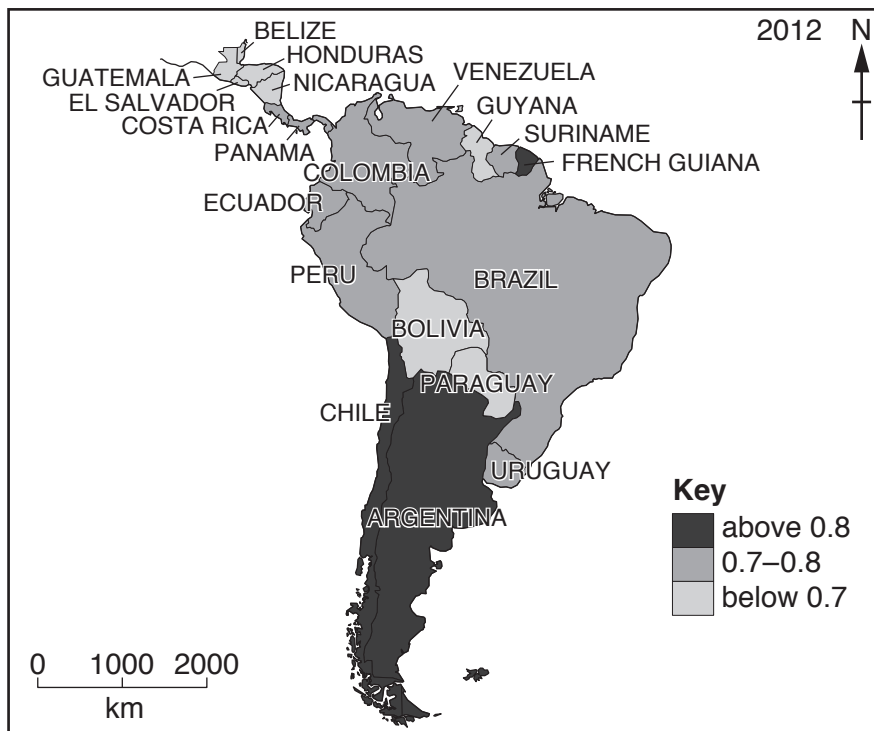 2012 N
BELIZE
HONDURAS
GUATEMALA
NICARAGUA
VENEZUELA
EL SALVADOR
GUYANA
COSTA RICA
SURINAME
PANAMA
FRENCH GUIANA
COLOMBIA
ECUADOR
PERU
BRAZIL
BOLIVIA
PARAGUAY
CHILE
URUGUAY
ARGENTINA
Key
above 0.8
0.7–0.8
below 0.7
0 1000 2000
km